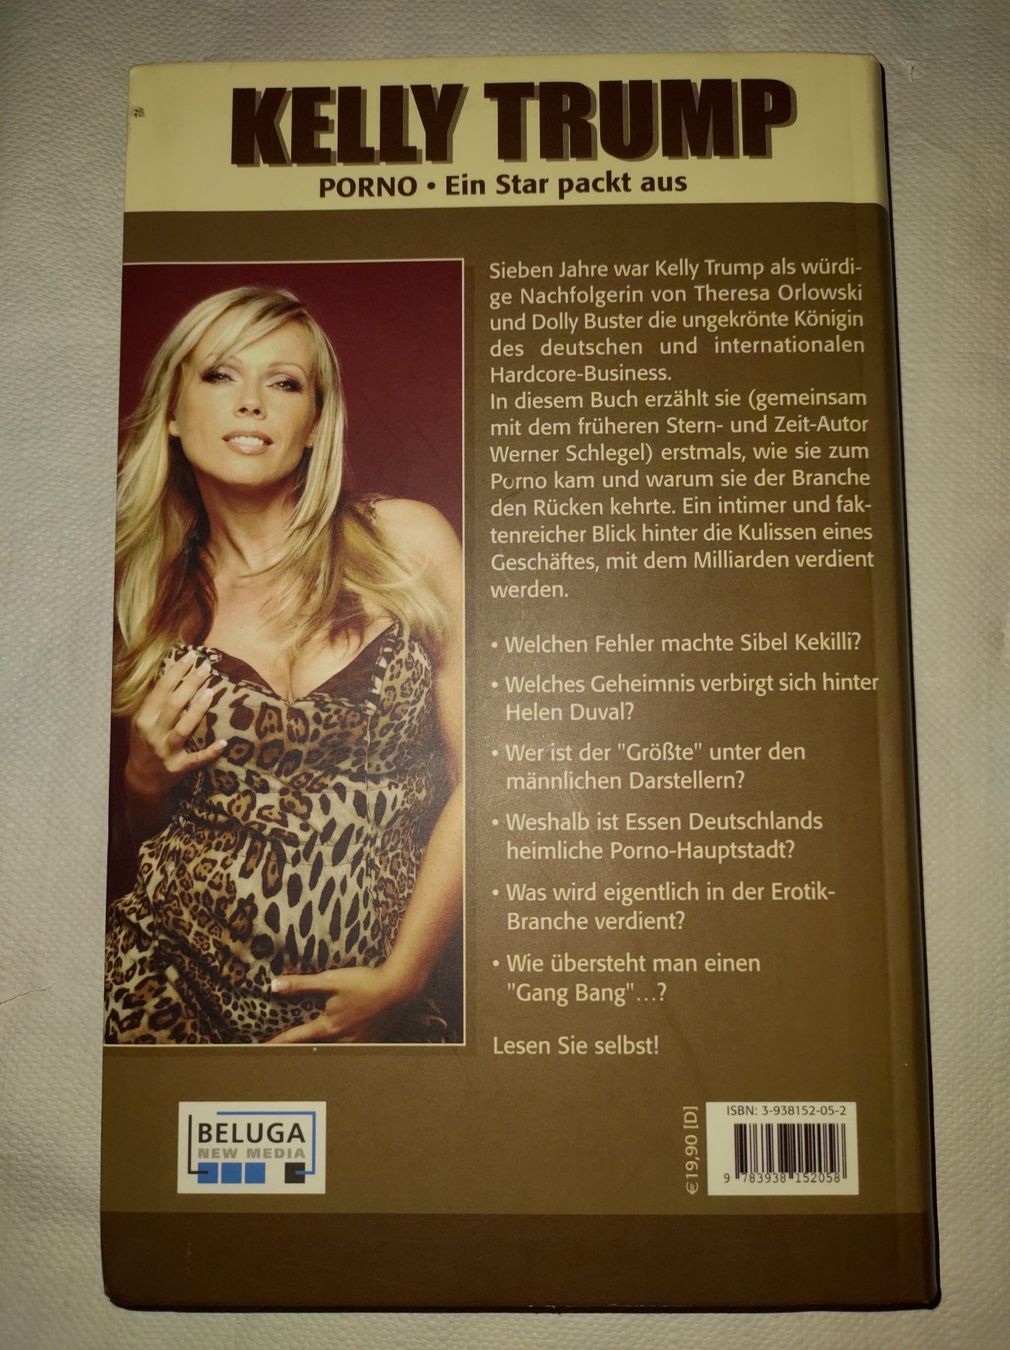 KELLY TRUMP
PORNO • Ein Star packt aus
Sieben Jahre war Kelly Trump als würdi-
ge Nachfolgerin von Theresa Orlowski
und Dolly Buster die ungekrönte Königin
des deutschen und internationalen
Hardcore-Business.
In diesem Buch erzählt sie (gemeinsam
mit dem früheren Stern- und Zeit-Autor
Werner Schlegel) erstmals, wie sie zum
Porno kam und warum sie der Branche
den Rücken kehrte. Ein intimer und fak-
tenreicher Blick hinter die Kulissen eines
Geschäftes, mit dem Milliarden verdient
werden.
• Welchen Fehler machte Sibel Kekilli?
• Welches Geheimnis verbirgt sich hinter
Helen Duval?
• Wer ist der "Größte" unter den
männlichen Darstellern?
• Weshalb ist Essen Deutschlands
heimliche Porno-Hauptstadt?
• Was wird eigentlich in der Erotik-
Branche verdient?
• Wie übersteht man einen
"Gang Bang"...?
Lesen Sie selbst!
BELUGA
NEW MEDIA
€ 19,90 [D]
ISBN: 3-938152-05-2
9 783938 152058